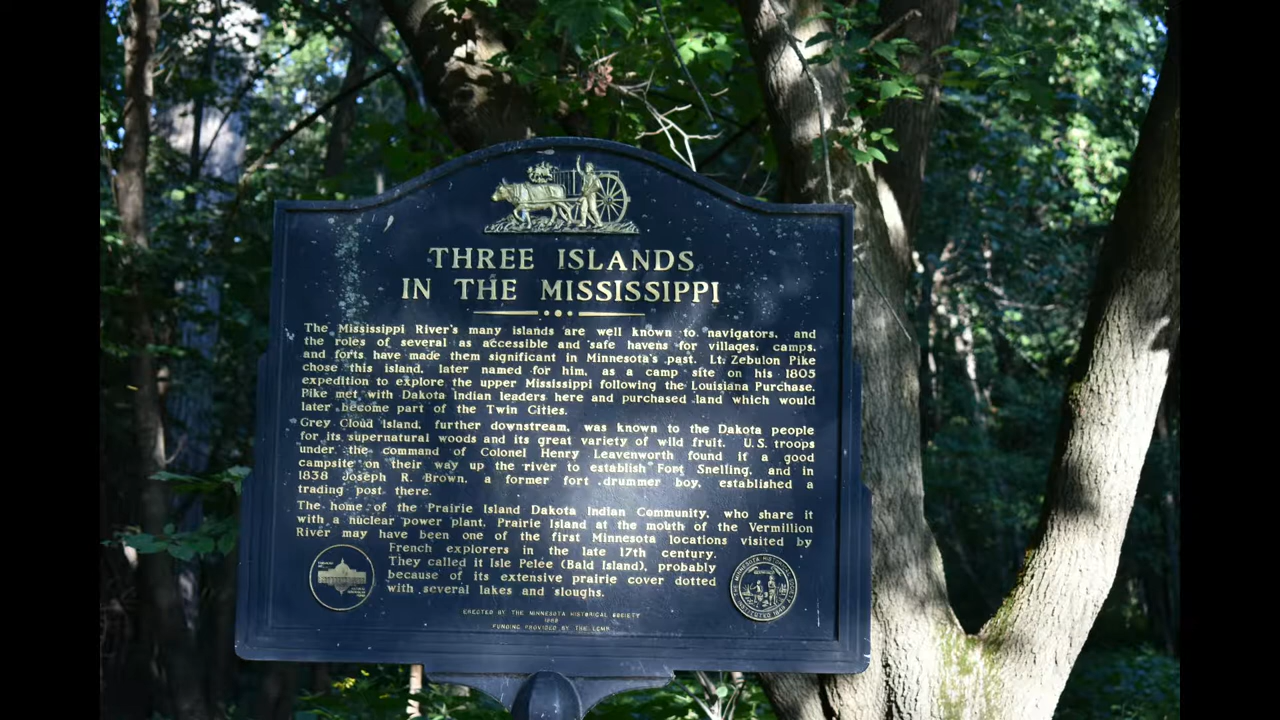 THREE ISLANDS
IN THE MISSISSIPPI
The Mississippi River's many islands are well known to navigators, and
the roles of several as accessible and safe havens for villages, camps,
and forts have made them significant in Minnesota's past. Lt. Zebulon Pike
chose this island, later named for him, as a camp site on his 1805
expedition to explore the upper Mississippi following the Louisiana Purchase.
Pike met with Dakota Indian leaders here and purchased land which would
later become part of the Twin Cities.
Grey Cloud Island, further downstream, was known to the Dakota people
for its supernatural woods and its great variety of wild fruit. U.S. troops
under the command of Colonel Henry Leavenworth found it a good
campsite on their way up the river to establish Fort Snelling, and in
1838 Joseph R. Brown, a former fort drummer boy, established a
trading post there.
The home of the Prairie Island Dakota Indian Community, who share it
with a nuclear power plant, Prairie Island at the mouth of the Vermillion
River may have been one of the first Minnesota locations visited by
French explorers in the late 17th century.
They called it Isle Pelée (Bald Island), probably
because of its extensive prairie cover dotted
with several lakes and sloughs.
ERECTED BY THE MINNESOTA HISTORICAL SOCIETY
FUNDING PROVIDED BY THE LCMR